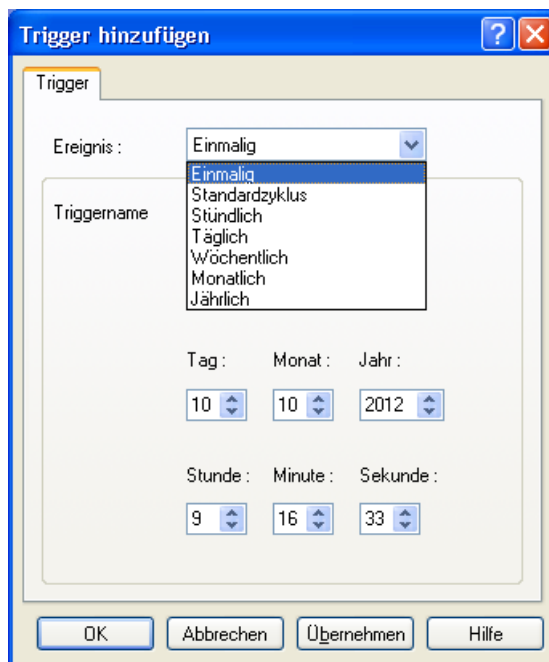 Trigger hinzufügen
Trigger
Ereignis : Einmalig
Einmalig
Standardzyklus
Stündlich
Triggername
Täglich
Wöchentlich
Monatlich
Jährlich
Tag : Monat : Jahr :
10 10 2012
Stunde : Minute : Sekunde :
9 16 33
OK Abbrechen Übernehmen Hilfe